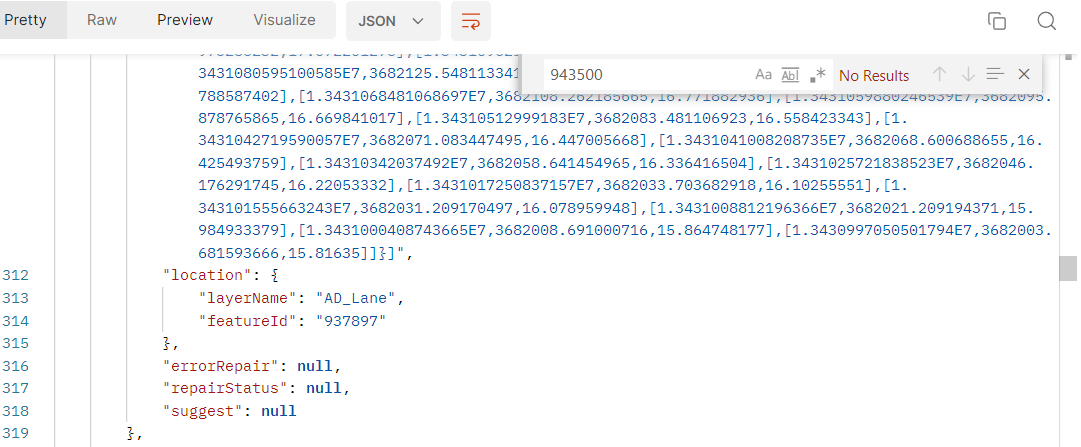 Pretty Raw Preview Visualize JSON
943500 Aa Abl .* No Results
3431080595100585E7,3682125.548113341
788587402],[1.3431068481068697E7,3682108.262185665,16.771882936],[1.3431059880246539E7,3682095.
878765865,16.669841017],[1.34310512999183E7,3682083.481106923,16.558423343],[1.
3431042719590057E7,3682071.083447495,16.447005668],[1.3431041008208735E7,3682068.600688655,16.
425493759],[1.34310342037492E7,3682058.641454965,16.336416504],[1.3431025721838523E7,3682046.
176291745,16.22053332],[1.3431017250837157E7,3682033.703682918,16.10255551],[1.
343101555663243E7,3682031.209170497,16.078959948],[1.3431008812196366E7,3682021.209194371,15.
984933379],[1.3431000408743665E7,3682008.691000716,15.864748177],[1.3430997050501794E7,3682003.
681593666,15.81635]]}]",
312 "location": {
313 "layerName": "AD_Lane",
314 "featureId": "937897"
315 },
316 "errorRepair": null,
317 "repairStatus": null,
318 "suggest": null
319 },